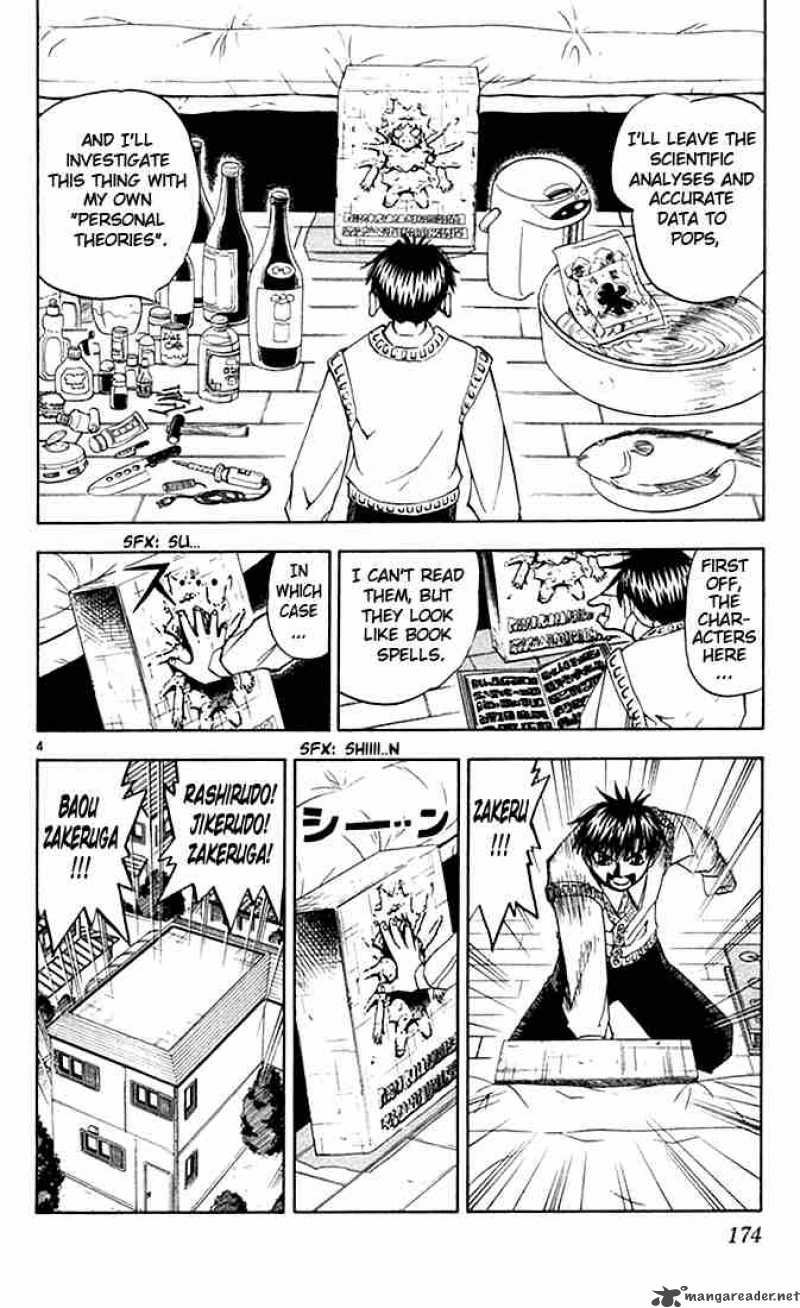 I'LL LEAVE THE
SCIENTIFIC
ANALYSES AND
ACCURATE
DATA TO
POPS,
AND I'LL
INVESTIGATE
THIS THING WITH
MY OWN
"PERSONAL
THEORIES".
FIRST
OFF,
THE
CHAR-
ACTERS
HERE
...
I CAN'T READ
THEM, BUT
THEY LOOK
LIKE BOOK
SPELLS.
SFX: SU...
IN
WHICH
CASE
...
4
ZAKERU
!!!
SFX: SHIIII..N
シーン
RASHIRUDO!
JIKERUDO!
ZAKERUGA!
BAOU
ZAKERUGA
!!!
174
mangareader.net